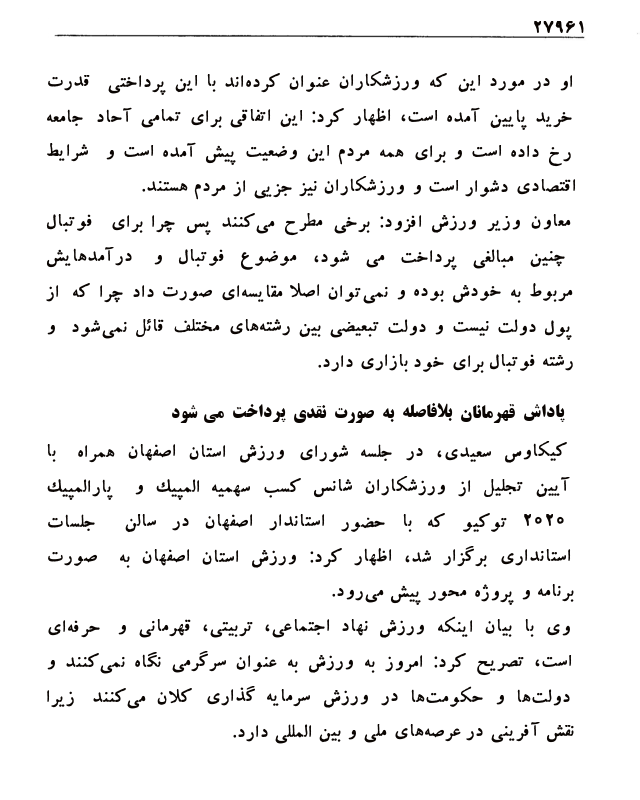 ۲۷۹۶۱
او در مورد این که ورزشکاران عنوان کرده‌اند با این پرداختی قدرت
خرید پایین آمده است، اظهار کرد: این اتفاقی برای تمامی آحاد جامعه
رخ داده است و برای همه مردم این وضعیت پیش آمده است و شرایط
اقتصادی دشوار است و ورزشکاران نیز جزیی از مردم هستند.
معاون وزیر ورزش افزود: برخی مطرح می‌کنند پس چرا برای فوتبال
چنین مبالغی پرداخت می شود، موضوع فوتبال و درآمدهایش
مربوط به خودش بوده و نمی‌توان اصلا مقایسه‌ای صورت داد چرا که از
پول دولت نیست و دولت تبعیضی بین رشته‌های مختلف قائل نمی‌شود و
رشته فوتبال برای خود بازاری دارد.
پاداش قهرمانان بلافاصله به صورت نقدی پرداخت می شود
کیکاوس سعیدی، در جلسه شورای ورزش استان اصفهان همراه با
آیین تجلیل از ورزشکاران شانس کسب سهمیه المپیك و پارالمپیك
۲۰۲۰ توکیو که با حضور استاندار اصفهان در سالن جلسات
استانداری برگزار شد، اظهار کرد: ورزش استان اصفهان به صورت
برنامه و پروژه محور پیش می‌رود.
وی با بیان اینکه ورزش نهاد اجتماعی، تربیتی، قهرمانی و حرفه‌ای
است، تصریح کرد: امروز به ورزش به عنوان سرگرمی نگاه نمی‌کنند و
دولت‌ها و حکومت‌ها در ورزش سرمایه گذاری کلان می‌کنند زیرا
نقش آفرینی در عرصه‌های ملی و بین المللی دارد.